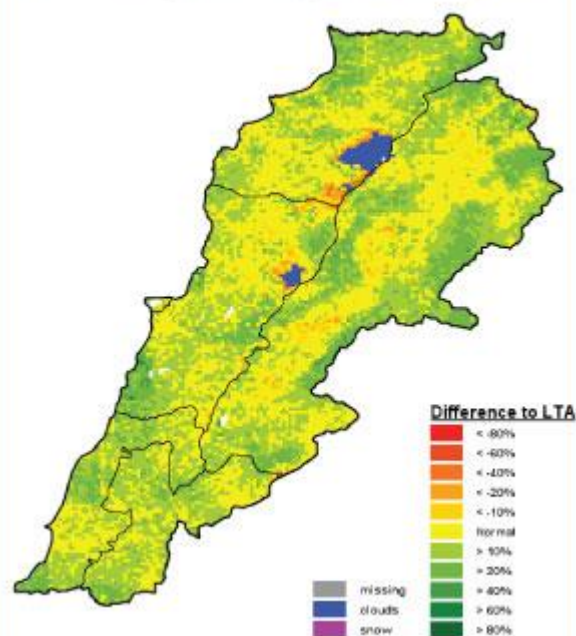 Difference to LTA
< -80%
< -60%
< -40%
< -20%
< -10%
Normal
> 10%
> 20%
> 40%
> 60%
> 80%
missing
clouds
snow